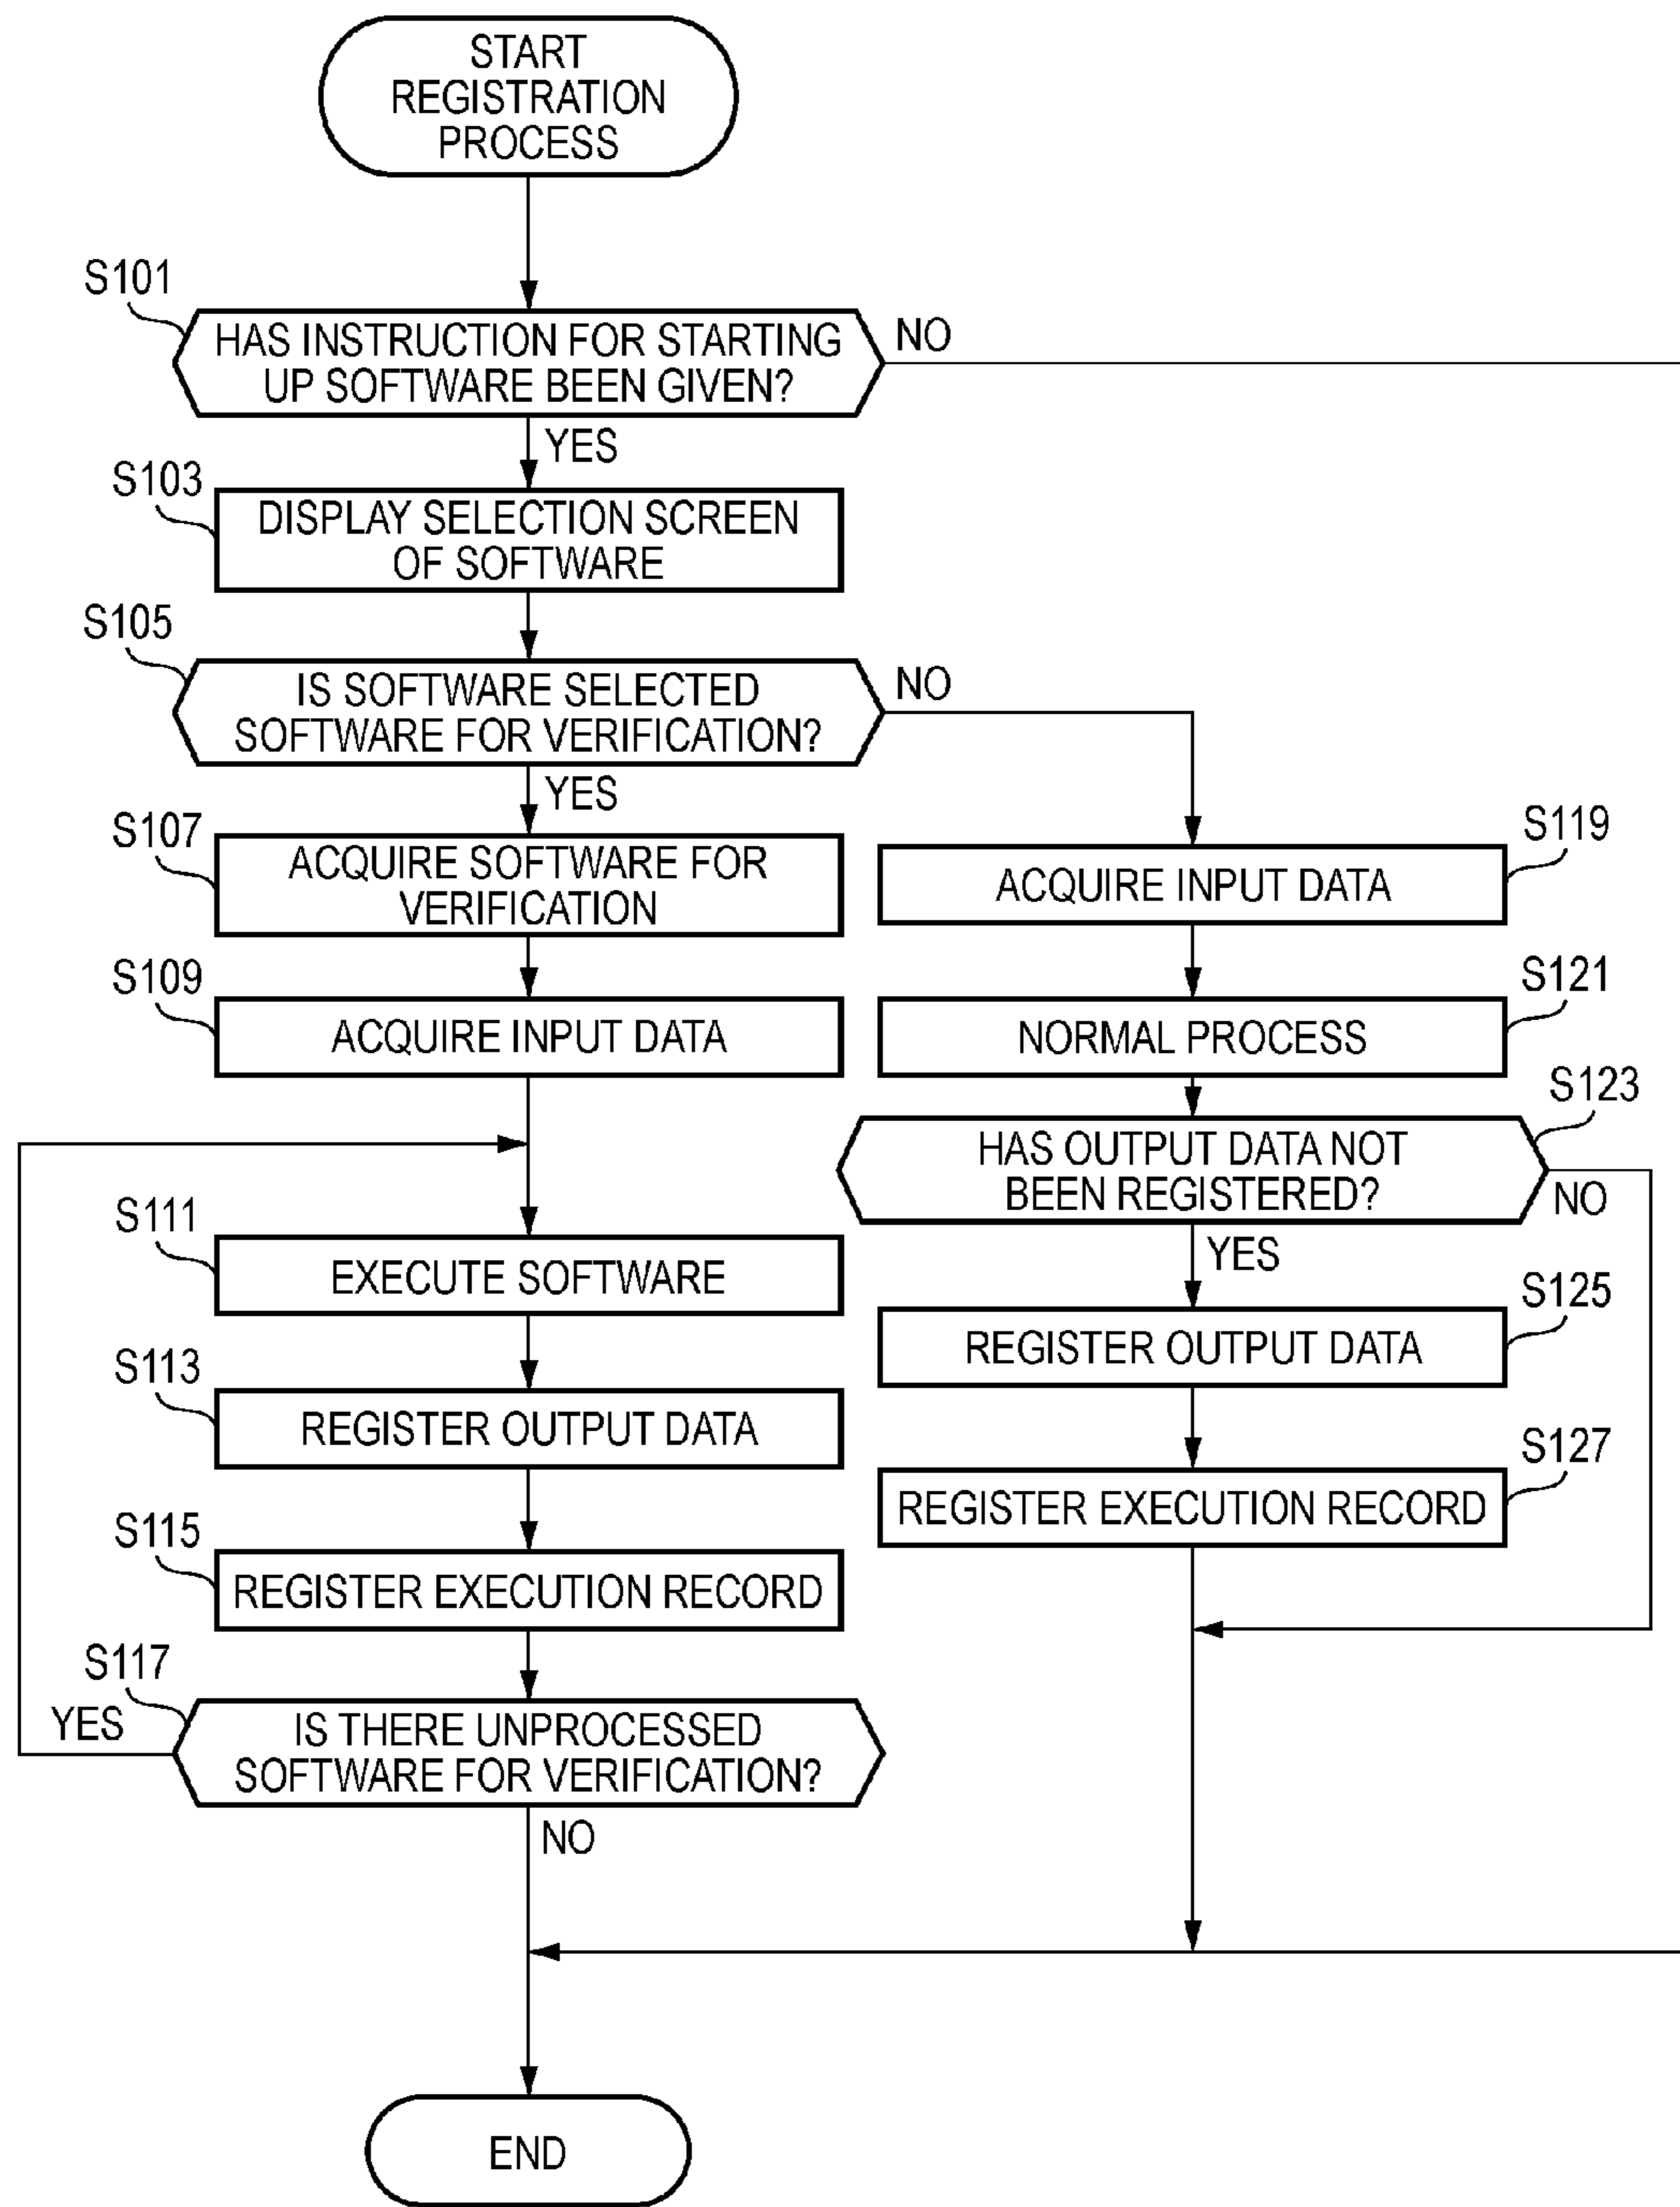 START
REGISTRATION
PROCESS
S101
HAS INSTRUCTION FOR STARTING
UP SOFTWARE BEEN GIVEN?
NO
YES
S103
DISPLAY SELECTION SCREEN
OF SOFTWARE
S105
IS SOFTWARE SELECTED
SOFTWARE FOR VERIFICATION?
NO
YES
S107
ACQUIRE SOFTWARE FOR
VERIFICATION
S109
ACQUIRE INPUT DATA
S111
EXECUTE SOFTWARE
S113
REGISTER OUTPUT DATA
S115
REGISTER EXECUTION RECORD
S117
YES
IS THERE UNPROCESSED
SOFTWARE FOR VERIFICATION?
NO
S119
ACQUIRE INPUT DATA
S121
NORMAL PROCESS
S123
HAS OUTPUT DATA NOT
BEEN REGISTERED?
NO
YES
S125
REGISTER OUTPUT DATA
S127
REGISTER EXECUTION RECORD
END